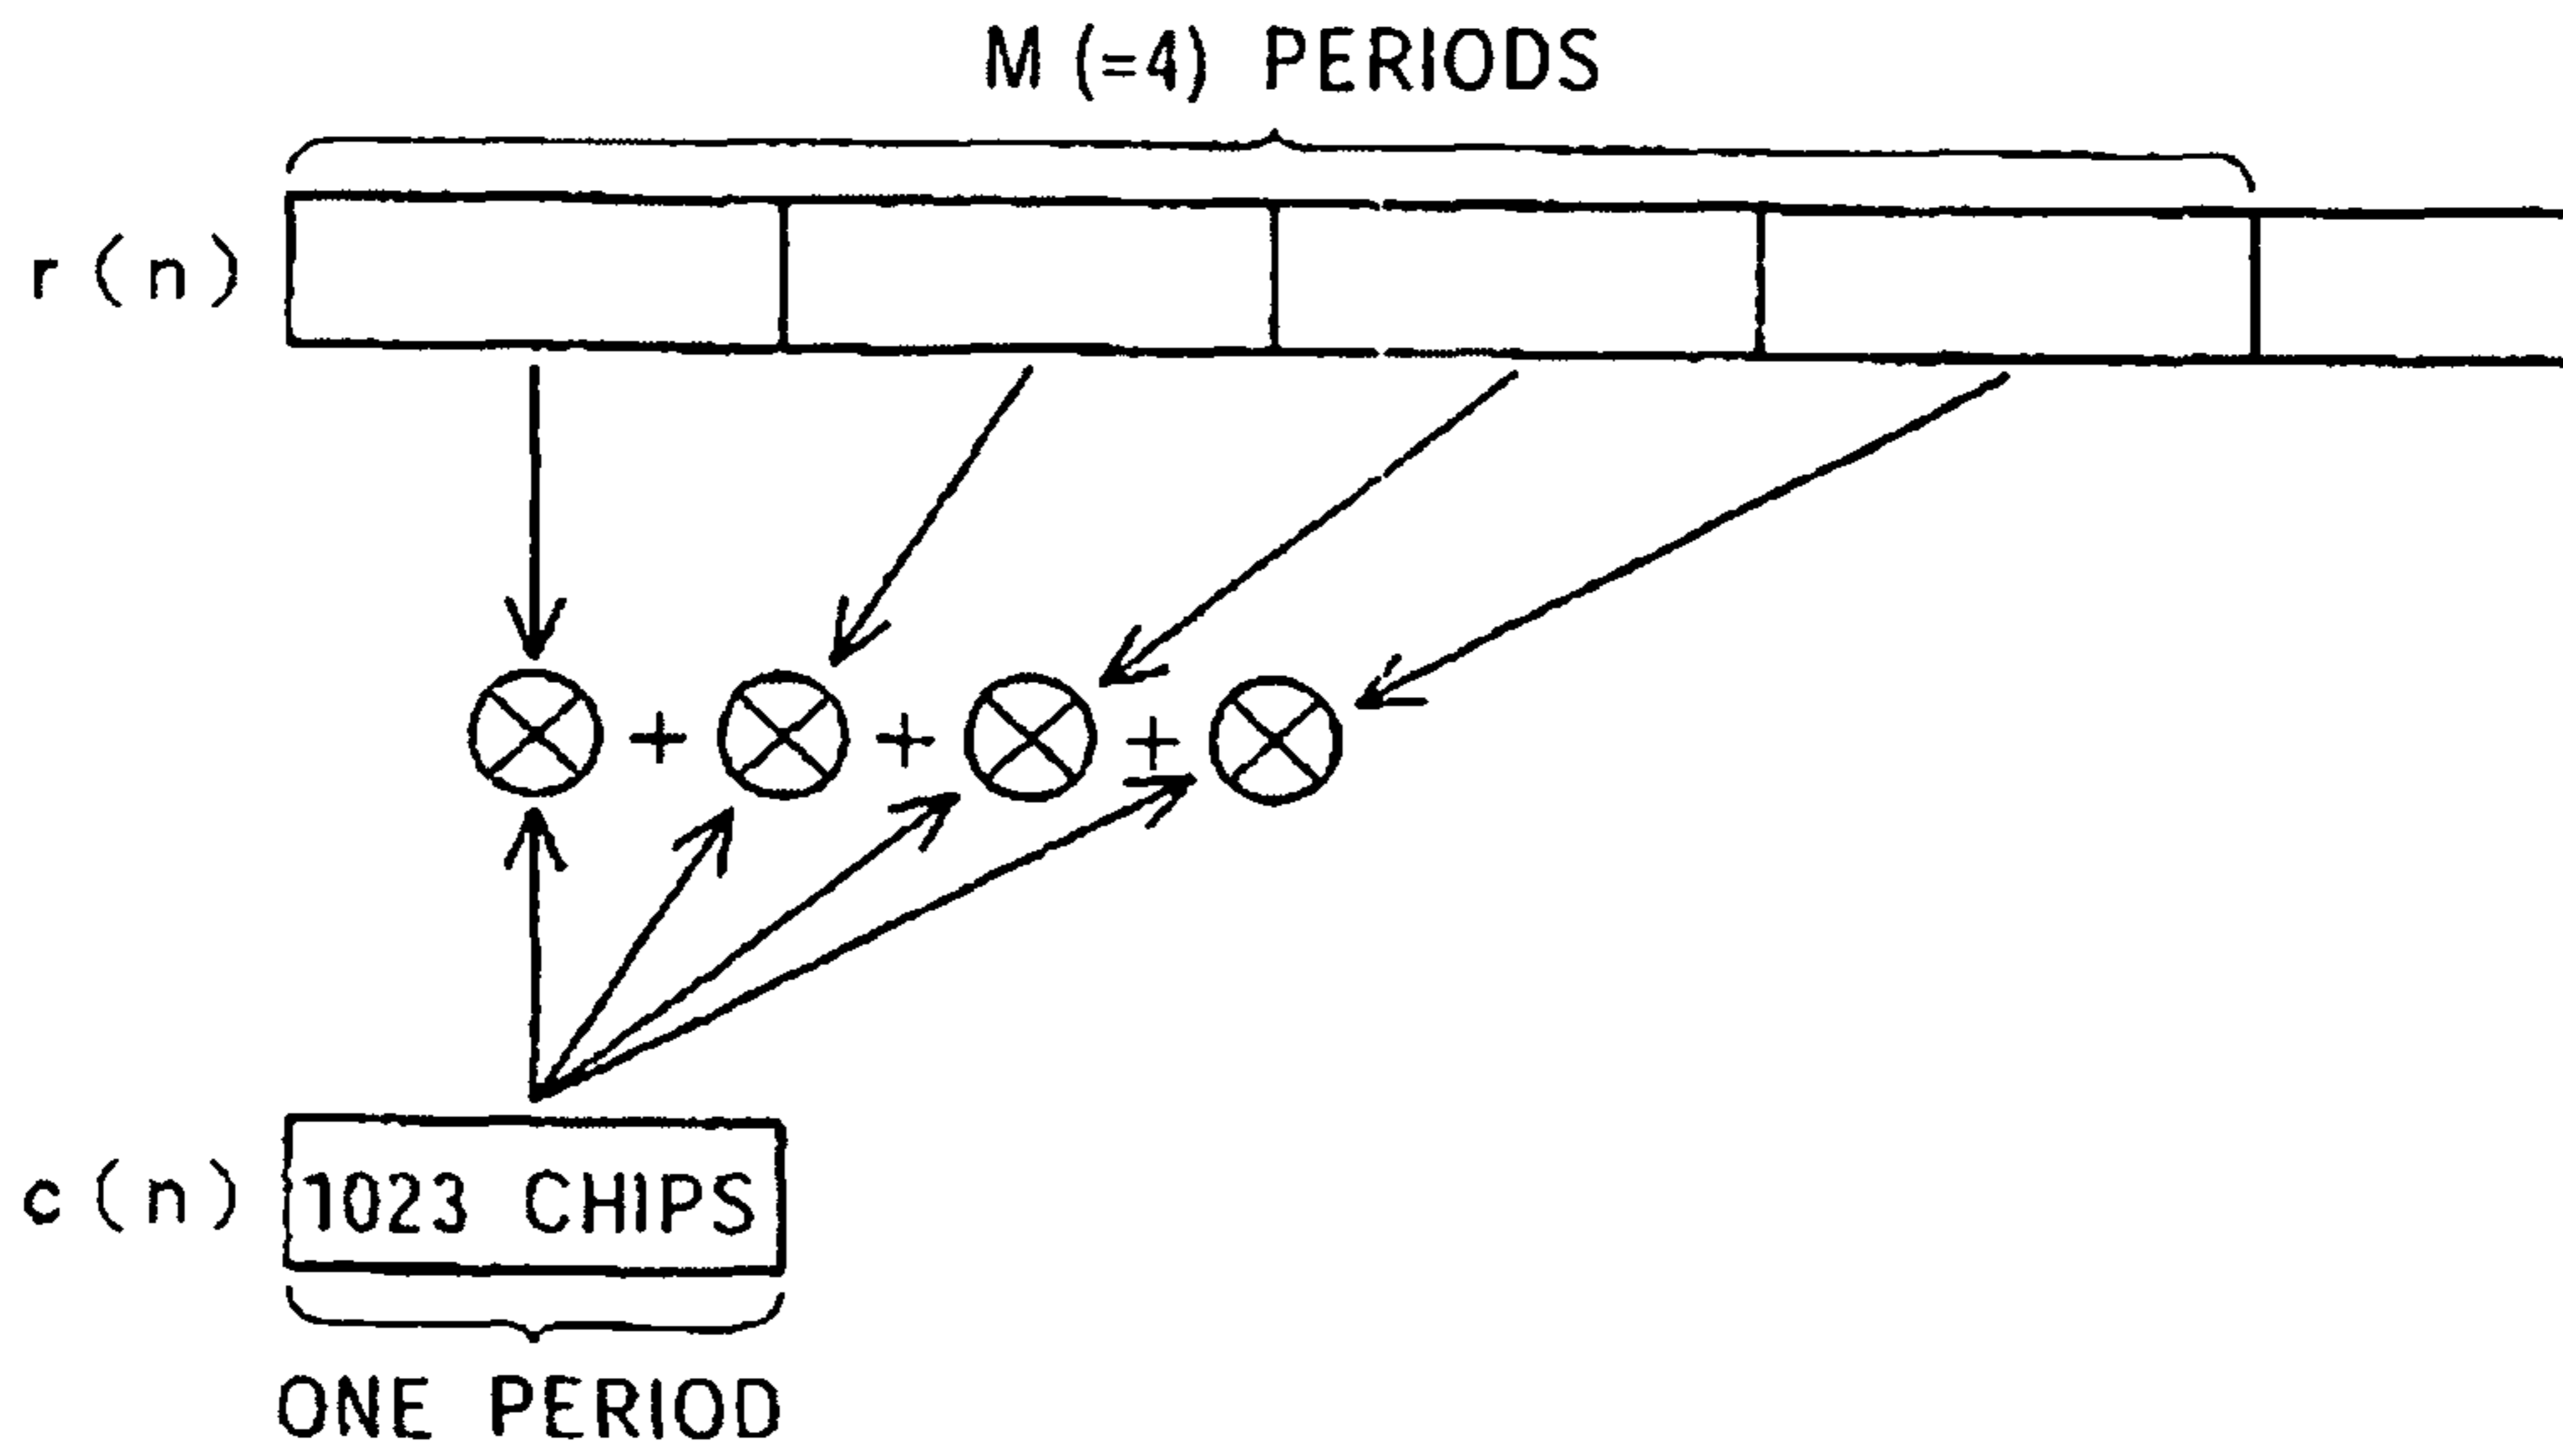 M (=4) PERIODS
r (n)
+ + +
c (n) 1023 CHIPS
ONE PERIOD